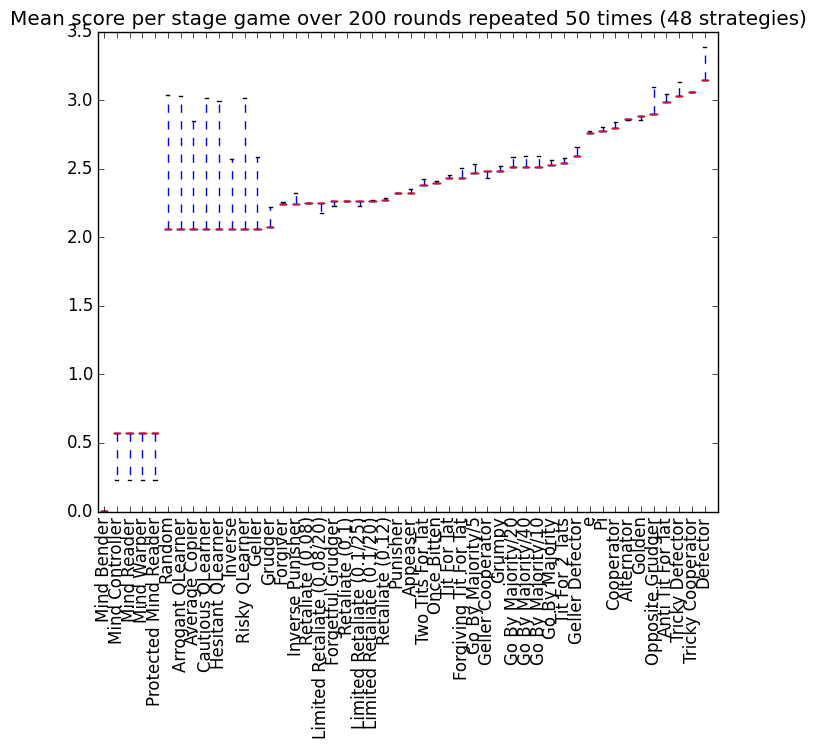 Mean score per stage game over 200 rounds repeated 50 times (48 strategies)
3.5
3.0
2.5
2.0
1.5
1.0
0.5
0.0
Mind Bender
Mind Controller
Mind Reader
Mind Warper
Protected Mind Reader
Random
Arrogant QLearner
Average Copier
Cautious QLearner
Hesitant QLearner
Inverse
Risky QLearner
Geller
Grudger
Forgiver
Inverse Punisher
Retaliate (0.08)
Limited Retaliate (0.08/20)
Forgetful Grudger
Retaliate (0.1)
Limited Retaliate (0.1/25)
Limited Retaliate (0.1/20)
Retaliate (0.12)
Punisher
Appeaser
Two Tits For Tat
Once Bitten
Tit For Tat
Forgiving Tit For Tat
Go By Majority/5
Geller Cooperator
Grumpy
Go By Majority/20
Go By Majority/40
Go By Majority/10
Go By Majority
Tit For 2 Tats
Geller Defector
e
Pi
Cooperator
Alternator
Golden
Opposite Grudger
Anti Tit For Tat
Tricky Defector
Tricky Cooperator
Defector